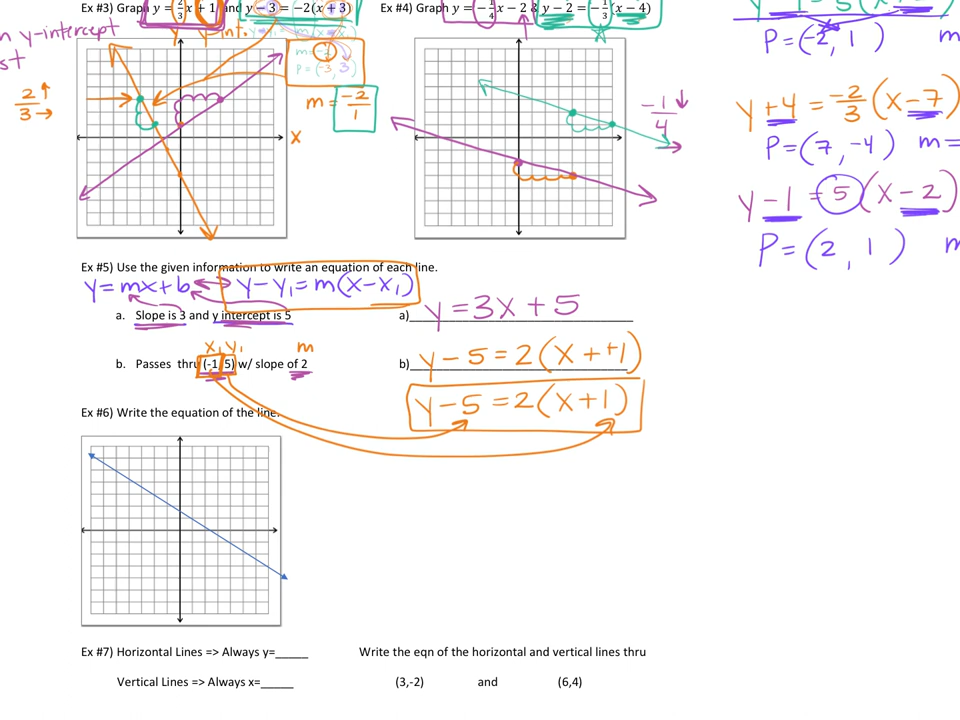 Ex #3) Graph y = 2/3 x + 1 and y − 3 = −2(x + 3)
Ex #4) Graph y = −1/4 x − 2 & y − 2 = −1/3 (x − 4)
y-intercept
y-int.
P = (-3, 3)
2/3
m = -2/1
x
-1/4
P = (-2, 1) m
y + 4 = -2/3 (x - 7)
P = (7, -4) m =
y - 1 = 5(x - 2)
P = (2, 1) m
Ex #5) Use the given information to write an equation of each line.
y = mx + b y - y₁ = m(x - x₁)
a. Slope is 3 and y intercept is 5 a) y = 3x + 5
x₁ y₁ m
b. Passes thru (-1, 5) w/ slope of 2 b) y - 5 = 2(x + +1)
y - 5 = 2(x + 1)
Ex #6) Write the equation of the line.
Ex #7) Horizontal Lines => Always y=_____ Write the eqn of the horizontal and vertical lines thru
Vertical Lines => Always x=_____ (3,-2) and (6,4)